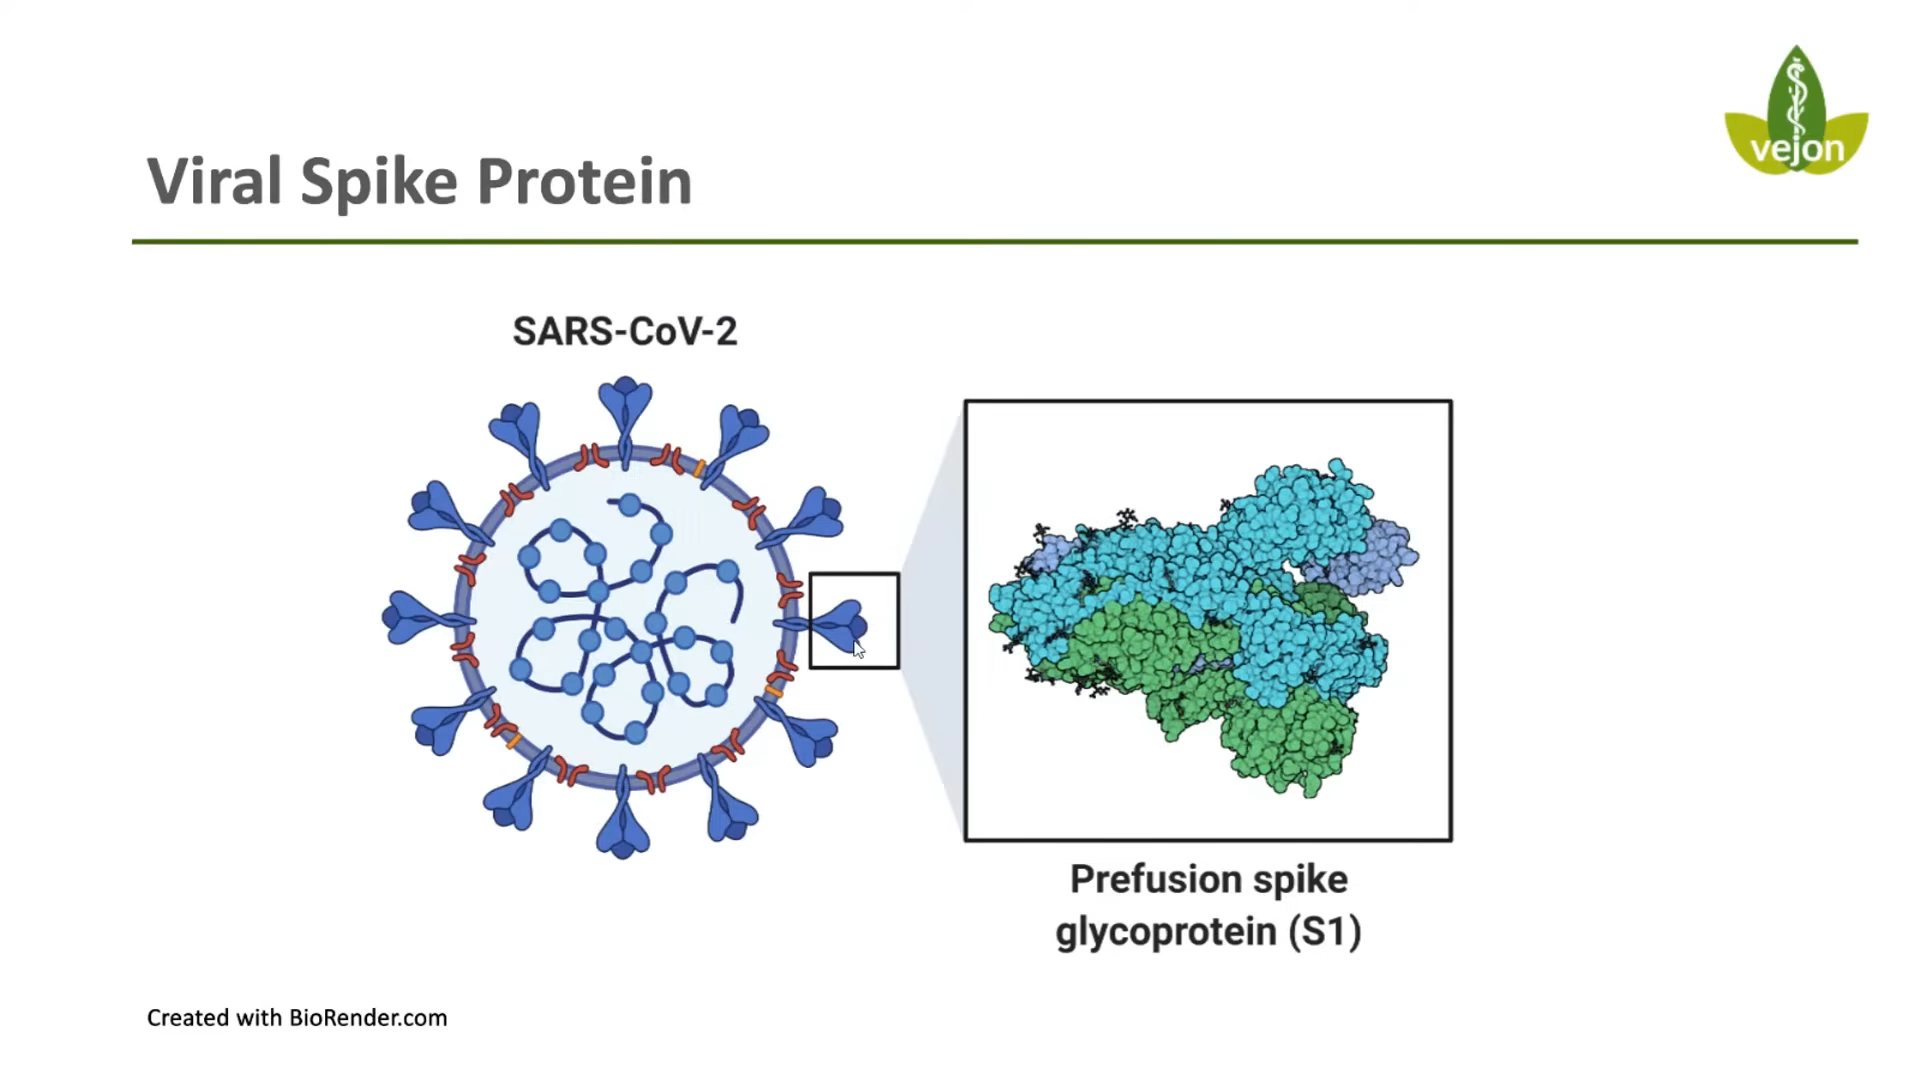 vejon
Viral Spike Protein
SARS-CoV-2
Prefusion spike
glycoprotein (S1)
Created with BioRender.com